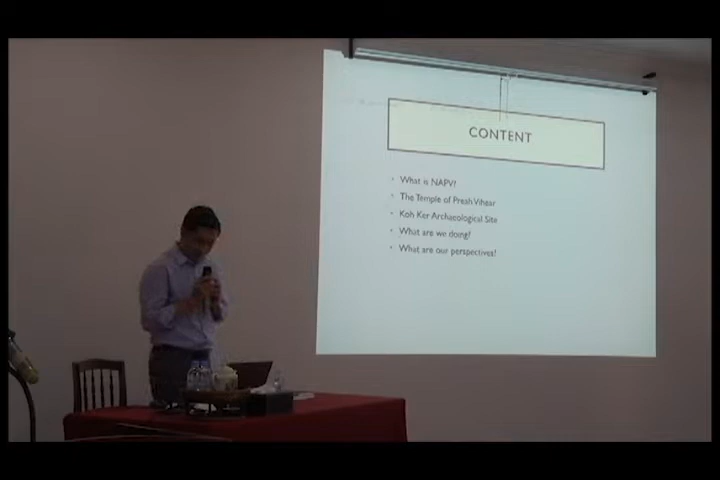 CONTENT
• What is NAPV?
• The Temple of Preah Vihear
• Koh Ker Archaeological Site
• What are we doing?
• What are our perspectives?